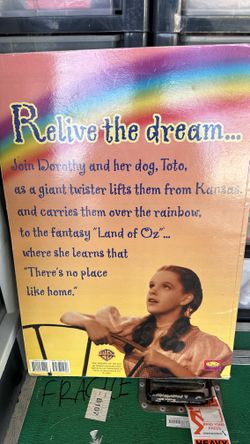 Relive the dream...
Join Dorothy and her dog, Toto,
as a giant twister lifts them from Kansas,
and carries them over the rainbow,
to the fantasy "Land of Oz"...
where she learns that
"There's no place
like home."
FRAGILE
HEAVY